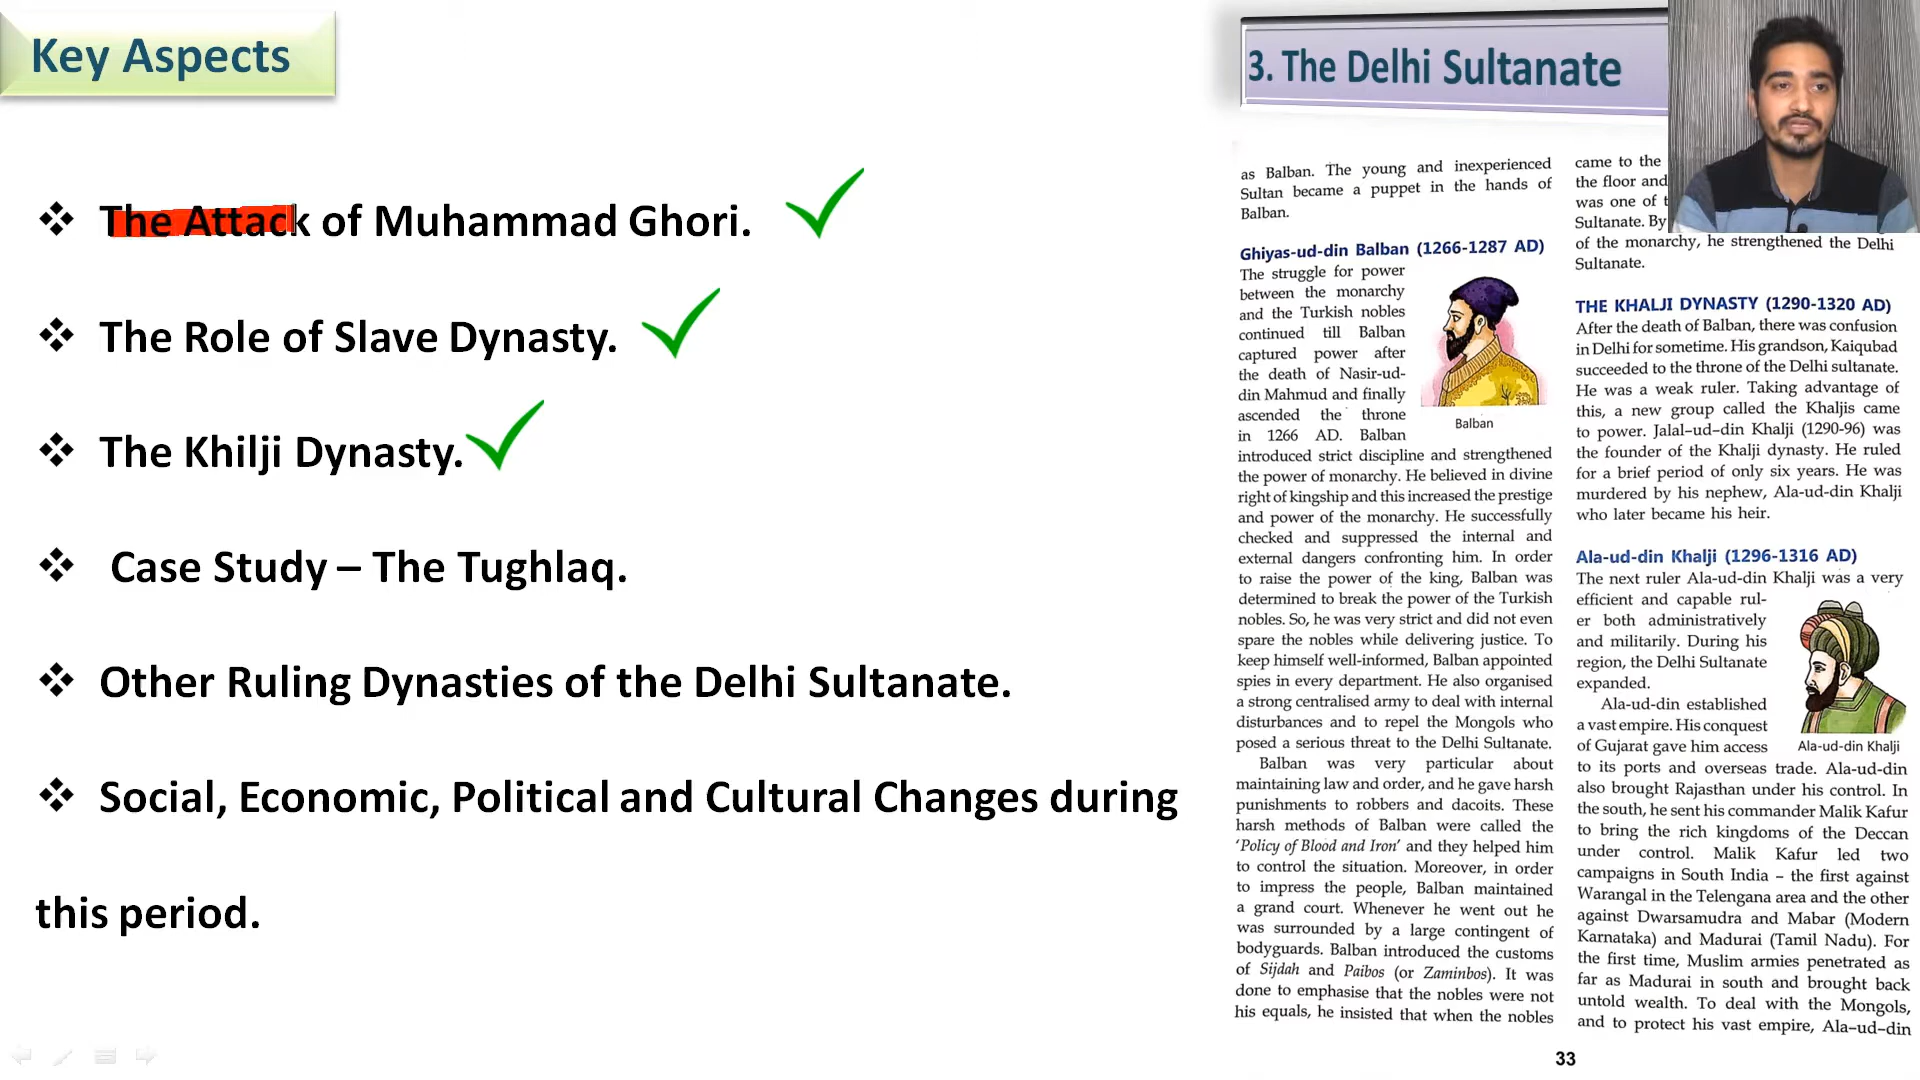 Key Aspects
❖ The Attack of Muhammad Ghori.
❖ The Role of Slave Dynasty.
❖ The Khilji Dynasty.
❖ Case Study – The Tughlaq.
❖ Other Ruling Dynasties of the Delhi Sultanate.
❖ Social, Economic, Political and Cultural Changes during
this period.
3. The Delhi Sultanate
as Balban. The young and inexperienced
Sultan became a puppet in the hands of
Balban.
Ghiyas-ud-din Balban (1266-1287 AD)
The struggle for power
between the monarchy
and the Turkish nobles
continued till Balban
captured power after
the death of Nasir-ud-
din Mahmud and finally
ascended the throne
in 1266 AD. Balban
introduced strict discipline and strengthened
the power of monarchy. He believed in divine
right of kingship and this increased the prestige
and power of the monarchy. He successfully
checked and suppressed the internal and
external dangers confronting him. In order
to raise the power of the king, Balban was
determined to break the power of the Turkish
nobles. So, he was very strict and did not even
spare the nobles while delivering justice. To
keep himself well-informed, Balban appointed
spies in every department. He also organised
a strong centralised army to deal with internal
disturbances and to repel the Mongols who
posed a serious threat to the Delhi Sultanate.
Balban was very particular about
maintaining law and order, and he gave harsh
punishments to robbers and dacoits. These
harsh methods of Balban were called the
‘Policy of Blood and Iron’ and they helped him
to control the situation. Moreover, in order
to impress the people, Balban maintained
a grand court. Whenever he went out he
was surrounded by a large contingent of
bodyguards. Balban introduced the customs
of Sijdah and Paibos (or Zaminbos). It was
done to emphasise that the nobles were not
his equals, he insisted that when the nobles
Balban
came to the
the floor and
was one of
Sultanate. By
of the monarchy, he strengthened the Delhi
Sultanate.
THE KHALJI DYNASTY (1290-1320 AD)
After the death of Balban, there was confusion
in Delhi for sometime. His grandson, Kaiqubad
succeeded to the throne of the Delhi sultanate.
He was a weak ruler. Taking advantage of
this, a new group called the Khaljis came
to power. Jalal–ud–din Khalji (1290-96) was
the founder of the Khalji dynasty. He ruled
for a brief period of only six years. He was
murdered by his nephew, Ala-ud-din Khalji
who later became his heir.
Ala-ud-din Khalji (1296-1316 AD)
The next ruler Ala-ud-din Khalji was a very
efficient and capable rul-
er both administratively
and militarily. During his
region, the Delhi Sultanate
expanded.
Ala-ud-din established
a vast empire. His conquest
of Gujarat gave him access
Ala-ud-din Khalji
to its ports and overseas trade. Ala-ud-din
also brought Rajasthan under his control. In
the south, he sent his commander Malik Kafur
to bring the rich kingdoms of the Deccan
under control. Malik Kafur led two
campaigns in South India – the first against
Warangal in the Telengana area and the other
against Dwarsamudra and Mabar (Modern
Karnataka) and Madurai (Tamil Nadu). For
the first time, Muslim armies penetrated as
far as Madurai in south and brought back
untold wealth. To deal with the Mongols,
and to protect his vast empire, Ala–ud–din
33